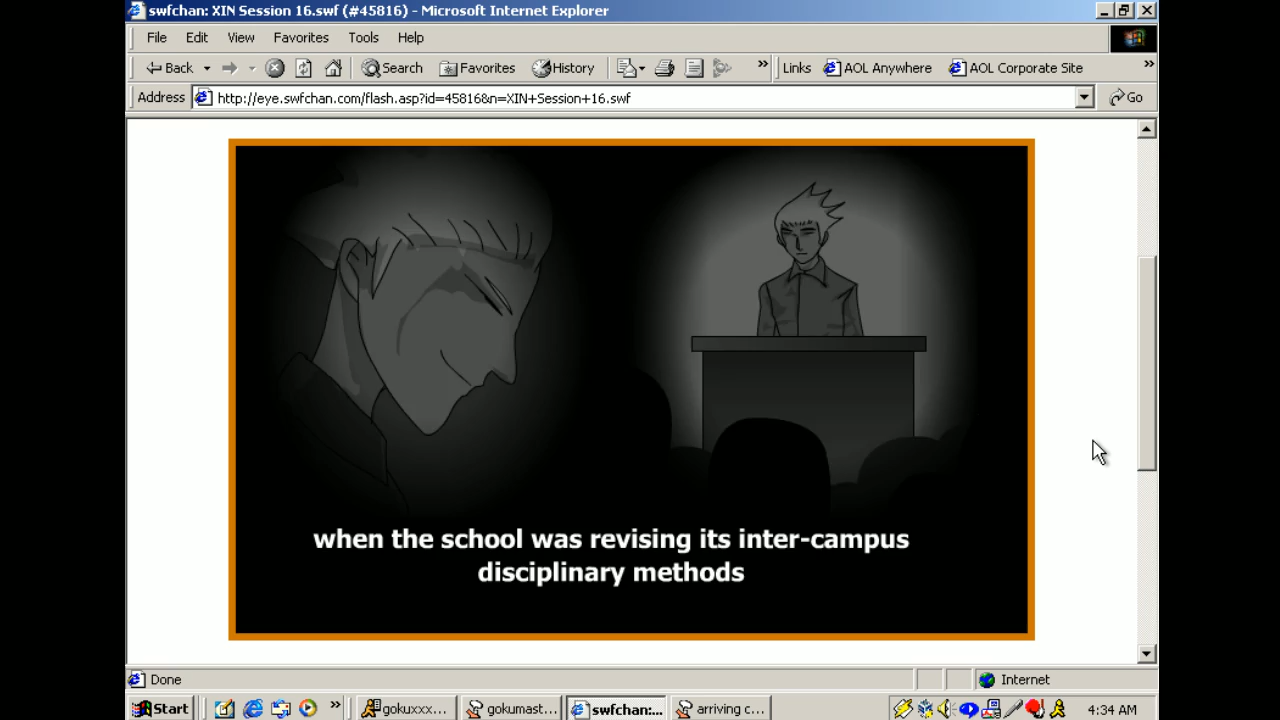 swfchan: XIN Session 16.swf (#45816) - Microsoft Internet Explorer
File Edit View Favorites Tools Help
Back Search Favorites History » Links AOL Anywhere AOL Corporate Site »
Address http://eye.swfchan.com/flash.asp?id=45816&n=XIN+Session+16.swf Go
when the school was revising its inter-campus
disciplinary methods
Done Internet
Start » gokuxxx... gokumast... swfchan:... arriving c... 4:34 AM